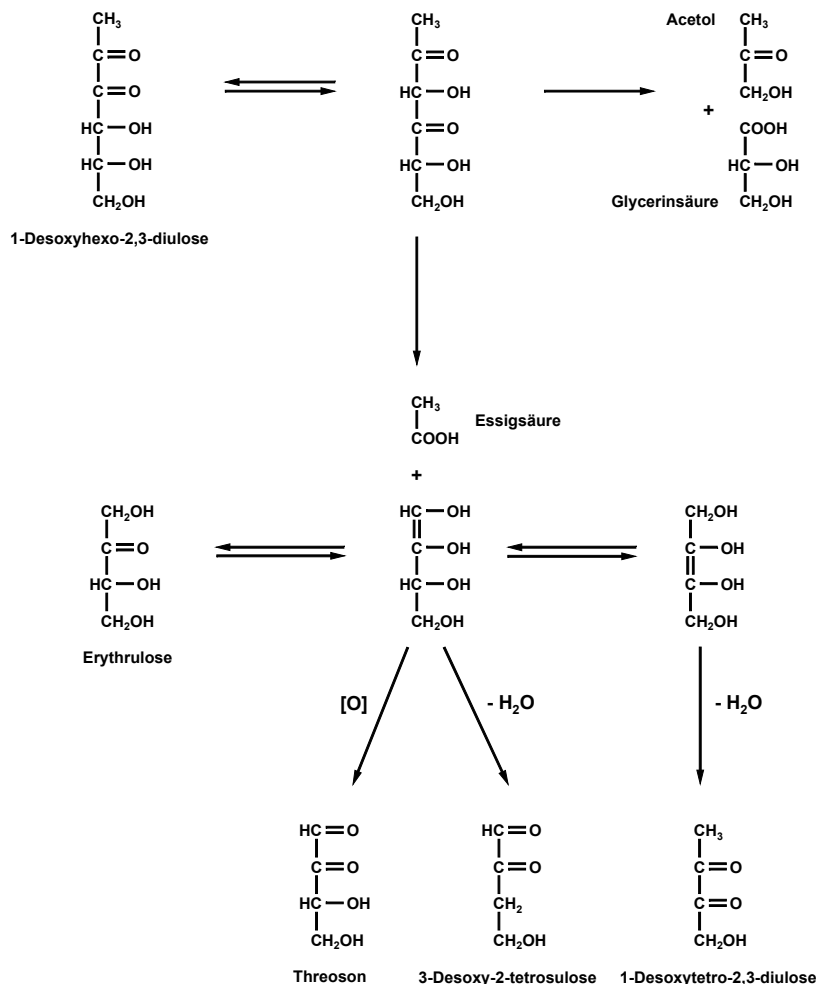 CH3
C=O
C=O
HC—OH
HC—OH
CH2OH
1-Desoxyhexo-2,3-diulose
CH3
C=O
HC—OH
C=O
HC—OH
CH2OH
Acetol
CH3
C=O
CH2OH
+
COOH
HC—OH
Glycerinsäure
CH2OH
CH3
Essigsäure
COOH
+
CH2OH
C=O
HC—OH
CH2OH
Erythrulose
HC—OH
C—OH
HC—OH
CH2OH
CH2OH
C—OH
C—OH
CH2OH
[O]
- H2O
- H2O
HC=O
C=O
HC—OH
CH2OH
Threoson
HC=O
C=O
CH2
CH2OH
3-Desoxy-2-tetrosulose
CH3
C=O
C=O
CH2OH
1-Desoxytetro-2,3-diulose